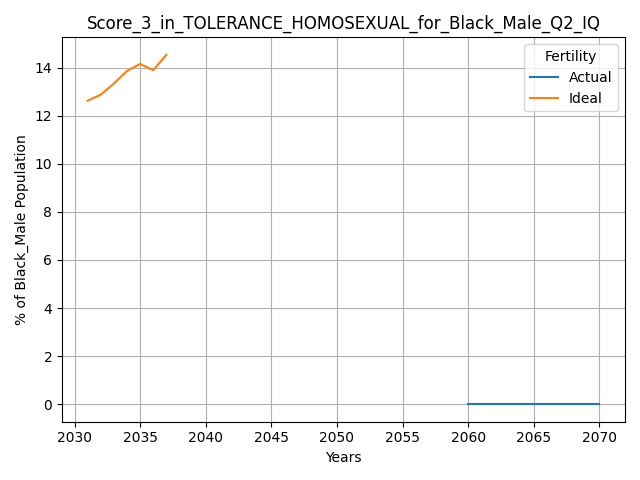 Score_3_in_TOLERANCE_HOMOSEXUAL_for_Black_Male_Q2_IQ
Fertility
Actual
Ideal
% of Black_Male Population
14
12
10
8
6
4
2
0
2030 2035 2040 2045 2050 2055 2060 2065 2070
Years